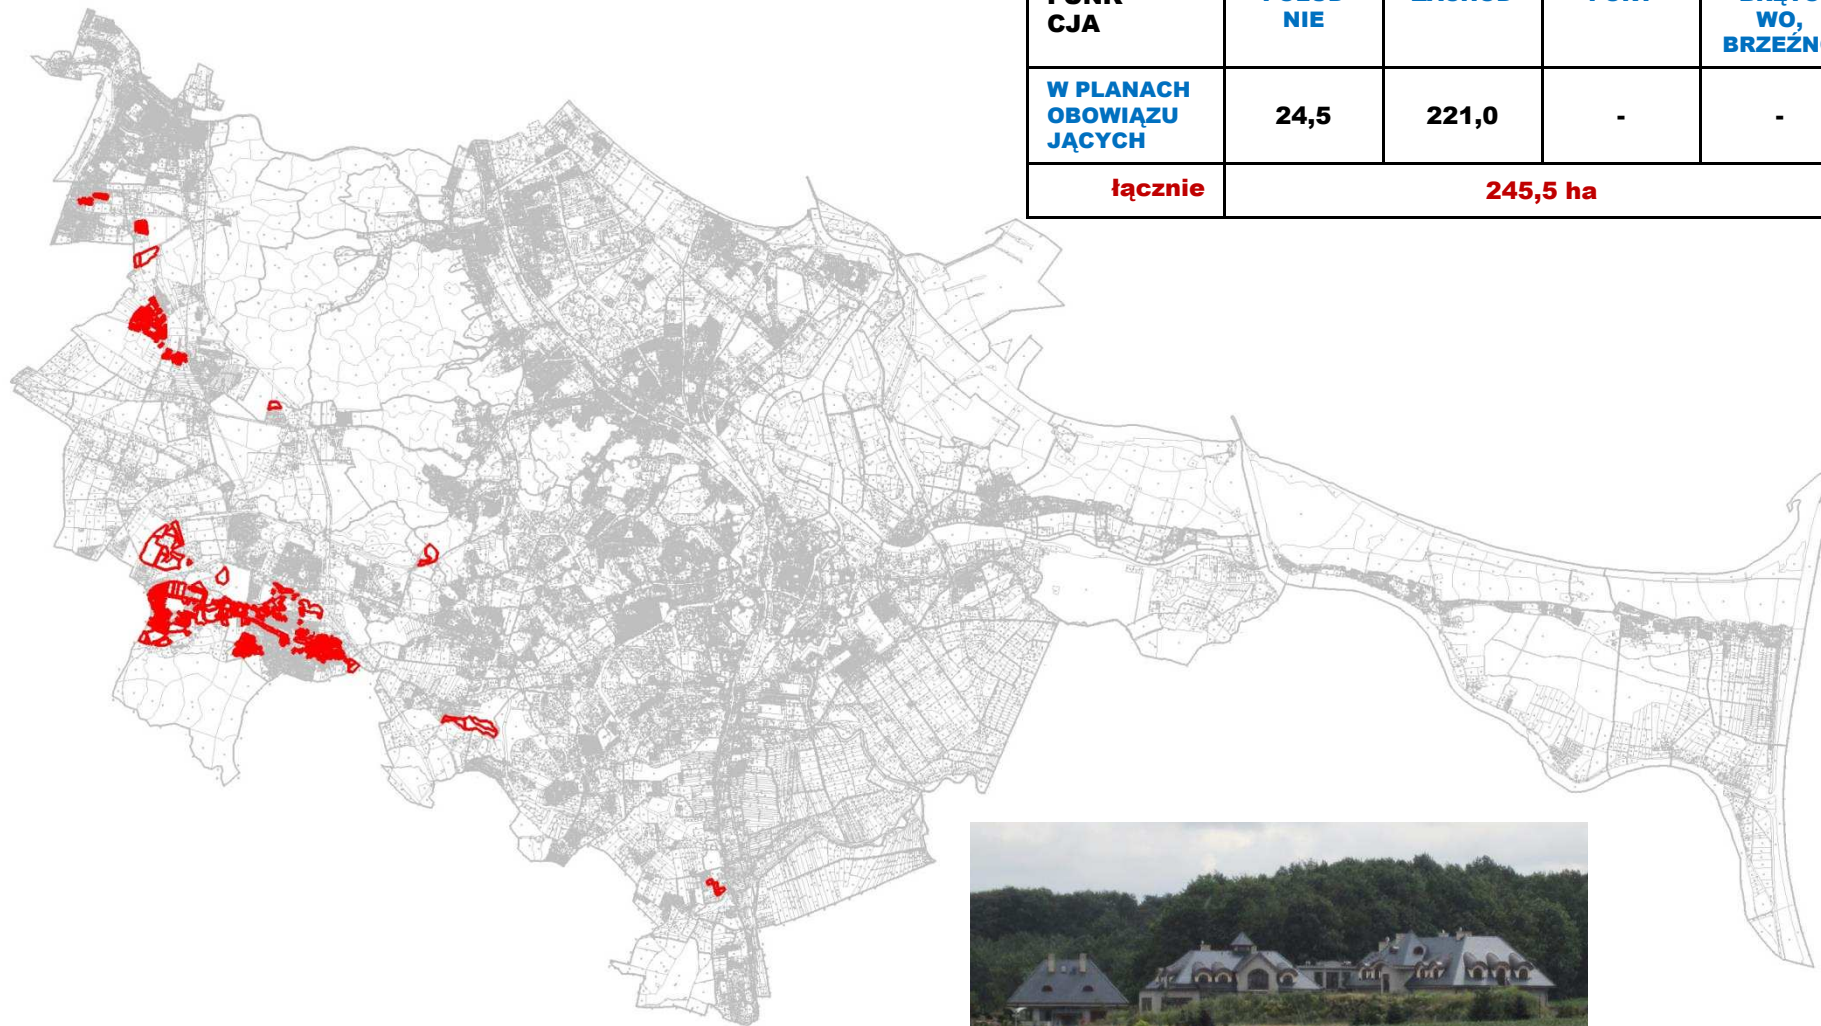 CJA
NIE
WO,
W PLANACH
OBOWIĄZU
JĄCYCH
24,5
221,0
-
-
łącznie
245,5 ha